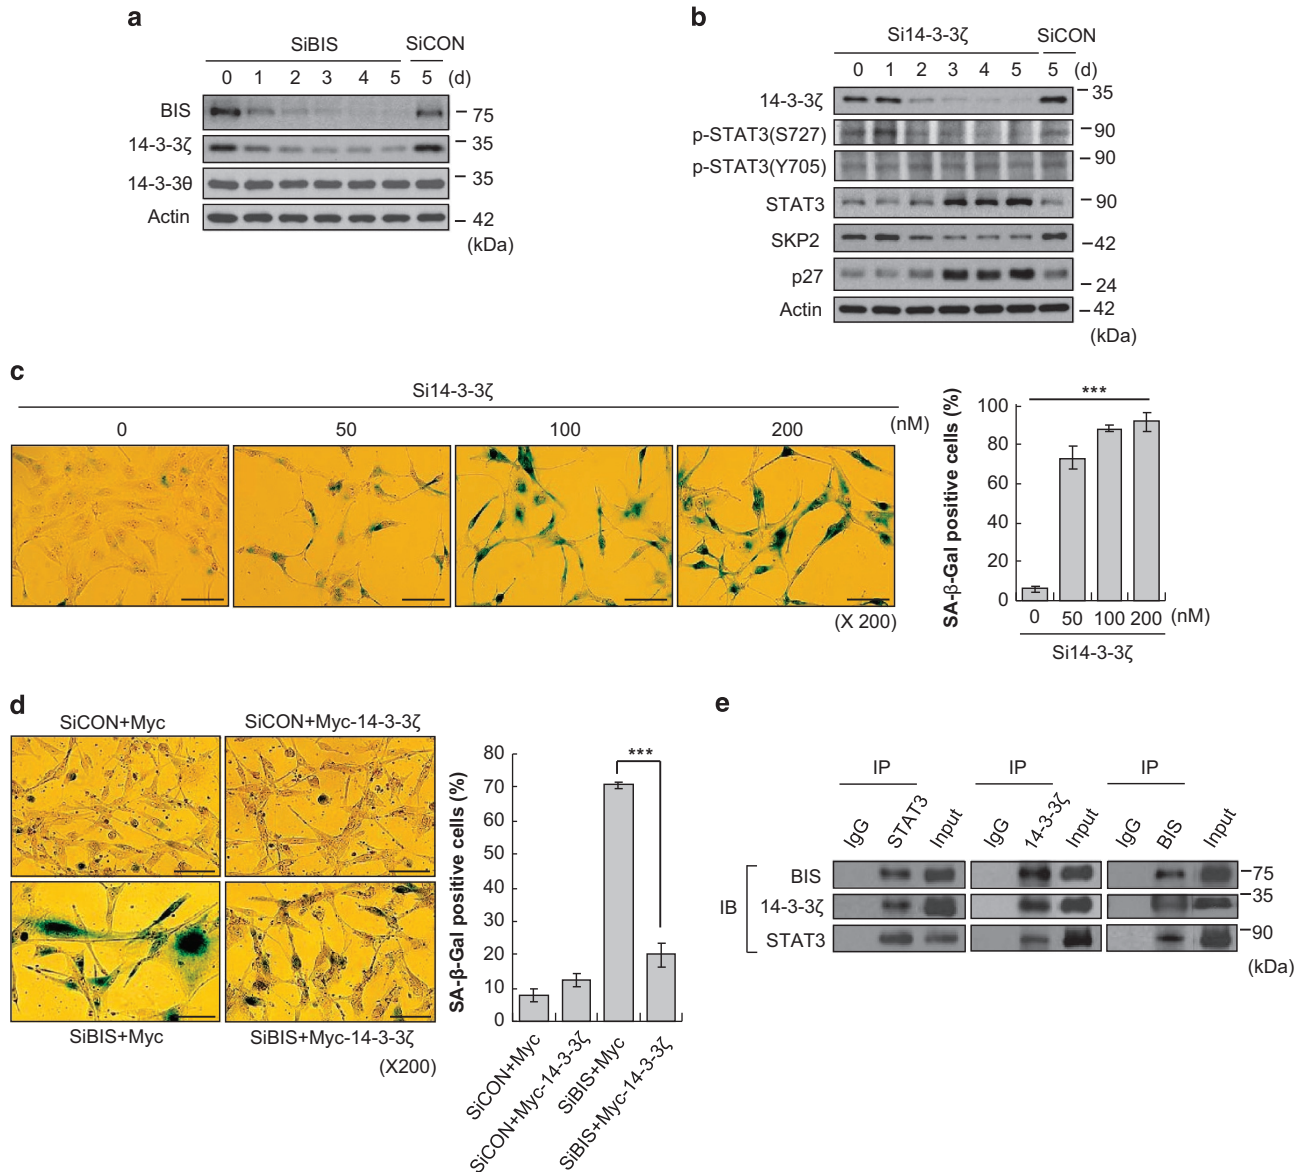 a
SiBIS SiCON
0 1 2 3 4 5 5 (d)
BIS 75
14-3-3ζ 35
14-3-3θ 35
Actin 42
(kDa)
b
Si14-3-3ζ SiCON
0 1 2 3 4 5 5 (d)
14-3-3ζ 35
p-STAT3(S727) 90
p-STAT3(Y705) 90
STAT3 90
SKP2 42
p27 24
Actin 42
(kDa)
c
Si14-3-3ζ
0 50 100 200 (nM)
(X 200)
SA-β-Gal positive cells (%)
100
80
60
40
20
0
***
0 50 100 200 (nM)
Si14-3-3ζ
d
SiCON+Myc SiCON+Myc-14-3-3ζ
SiBIS+Myc SiBIS+Myc-14-3-3ζ
(X200)
SA-β-Gal positive cells (%)
80
70
60
50
40
30
20
10
0
***
SiCON+Myc
SiCON+Myc-14-3-3ζ
SiBIS+Myc
SiBIS+Myc-14-3-3ζ
e
IP IP IP
IgG STAT3 Input IgG 14-3-3ζ Input IgG BIS Input
IB
BIS 75
14-3-3ζ 35
STAT3 90
(kDa)